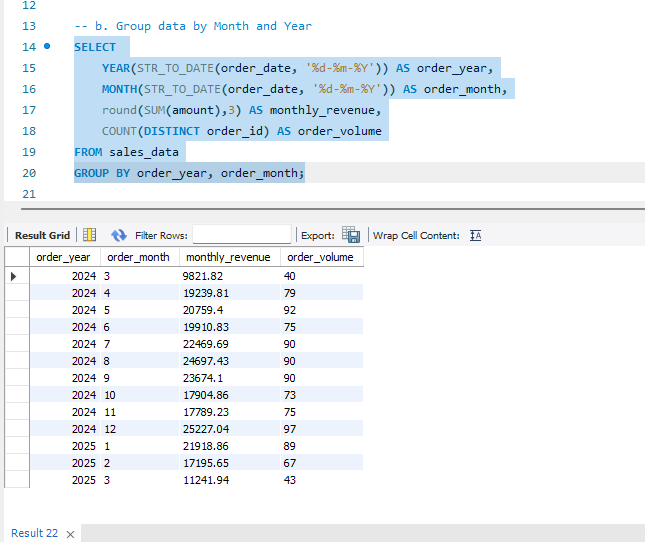 12
13 -- b. Group data by Month and Year
14 SELECT
15 YEAR(STR_TO_DATE(order_date, '%d-%m-%Y')) AS order_year,
16 MONTH(STR_TO_DATE(order_date, '%d-%m-%Y')) AS order_month,
17 round(SUM(amount),3) AS monthly_revenue,
18 COUNT(DISTINCT order_id) AS order_volume
19 FROM sales_data
20 GROUP BY order_year, order_month;
21
Result Grid Filter Rows: Export: Wrap Cell Content: IA
order_year order_month monthly_revenue order_volume
2024 3 9821.82 40
2024 4 19239.81 79
2024 5 20759.4 92
2024 6 19910.83 75
2024 7 22469.69 90
2024 8 24697.43 90
2024 9 23674.1 90
2024 10 17904.86 73
2024 11 17789.23 75
2024 12 25227.04 97
2025 1 21918.86 89
2025 2 17195.65 67
2025 3 11241.94 43
Result 22 ×